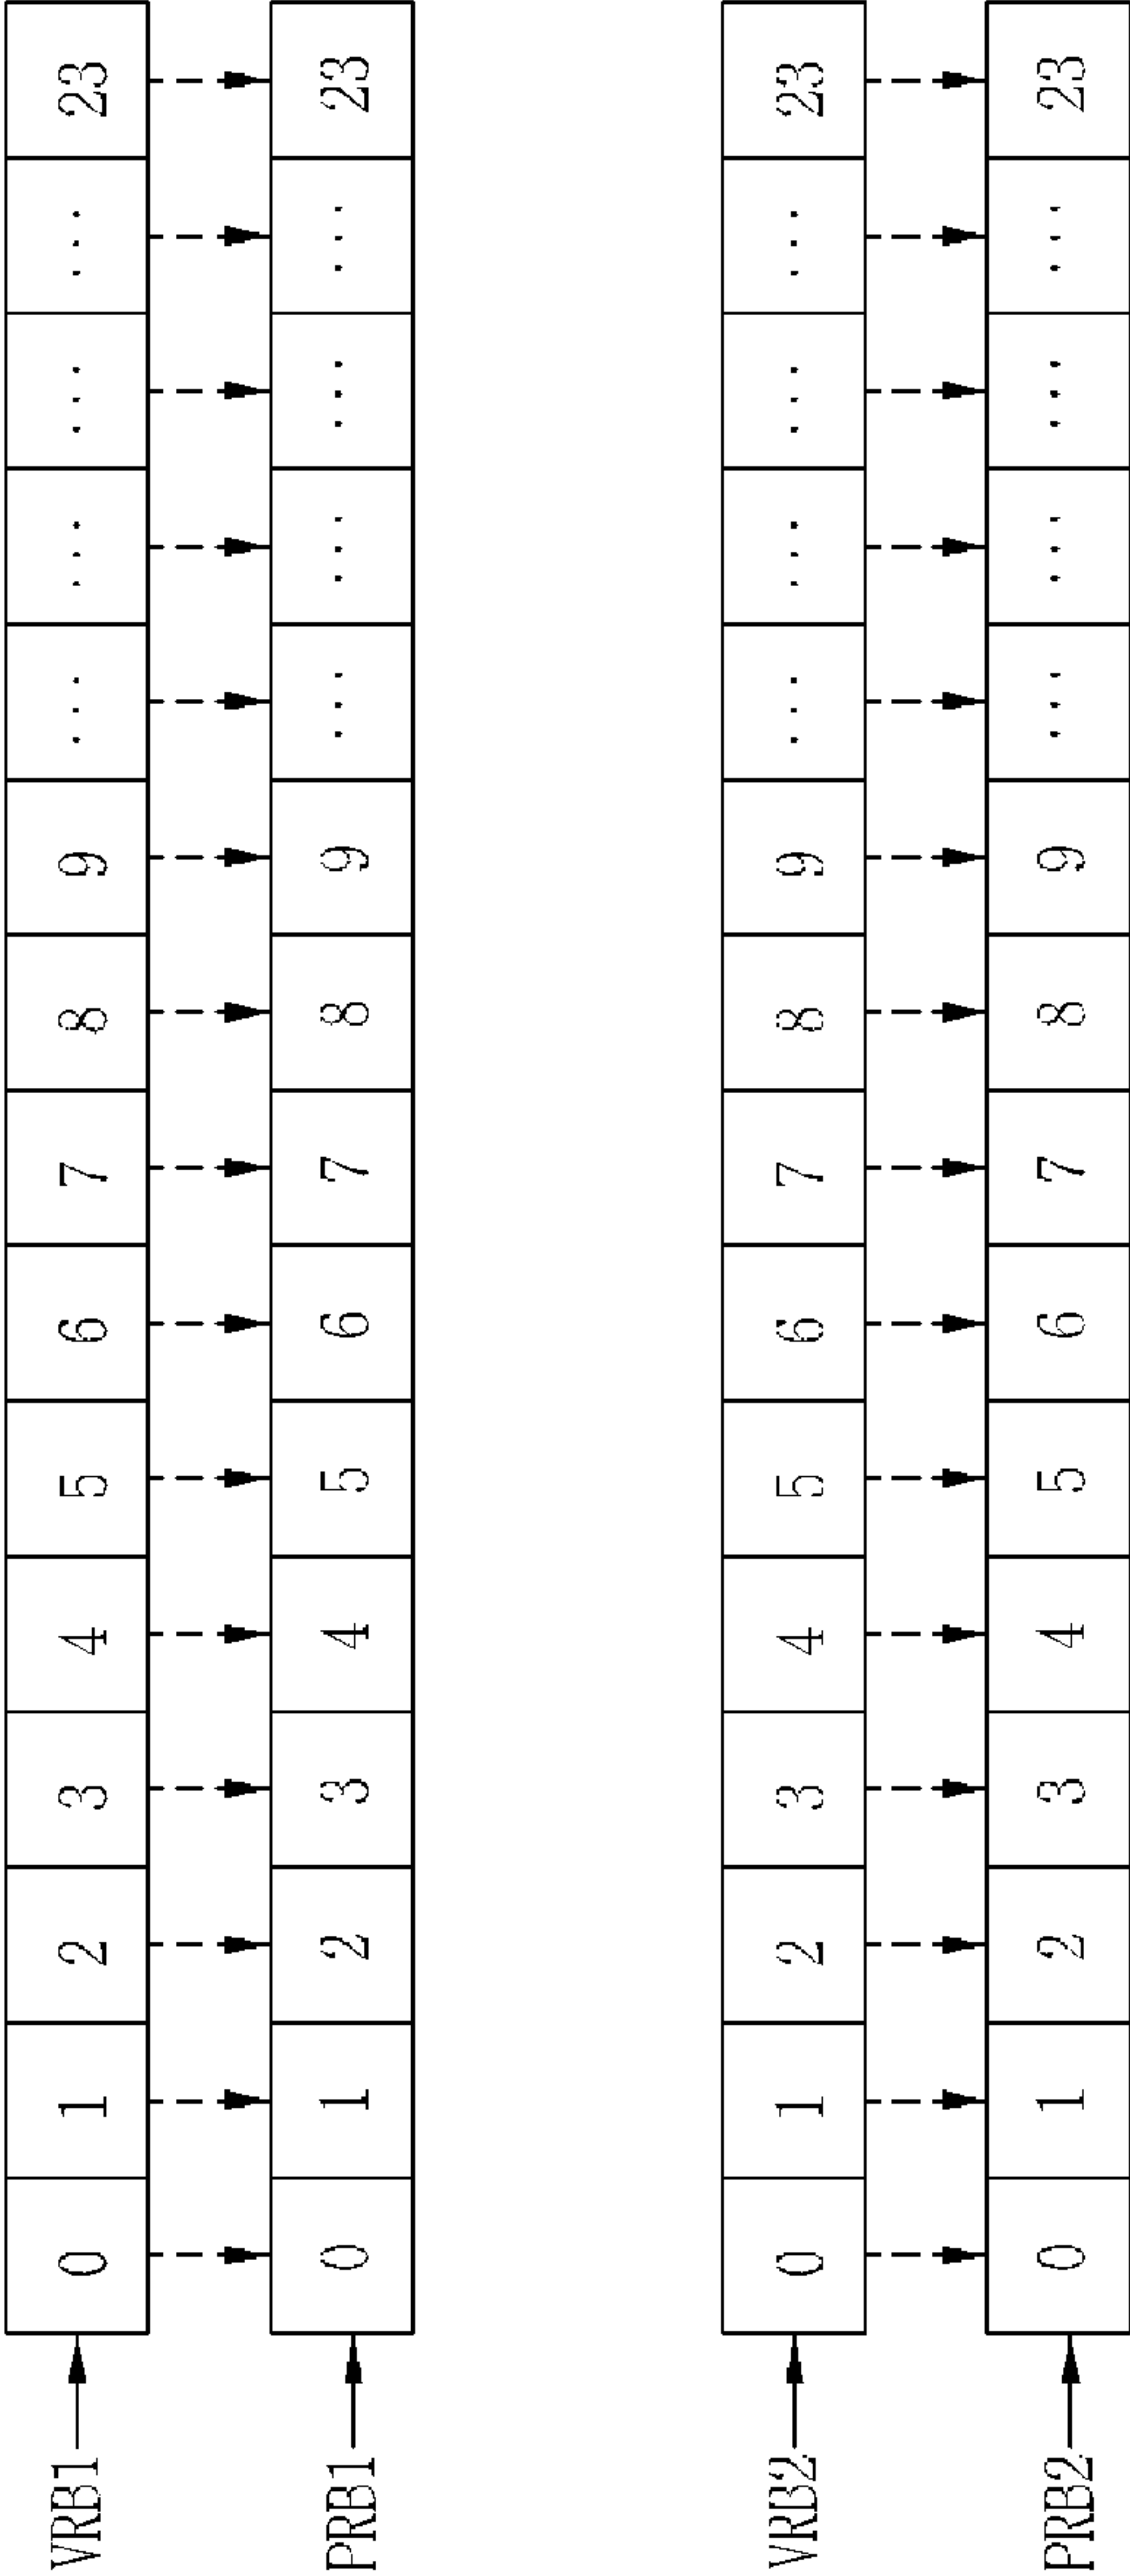 VRB1 0 1 2 3 4 5 6 7 8 9 ... ... ... ... 23
PRB1 0 1 2 3 4 5 6 7 8 9 ... ... ... ... 23
VRB2 0 1 2 3 4 5 6 7 8 9 ... ... ... ... 23
PRB2 0 1 2 3 4 5 6 7 8 9 ... ... ... ... 23